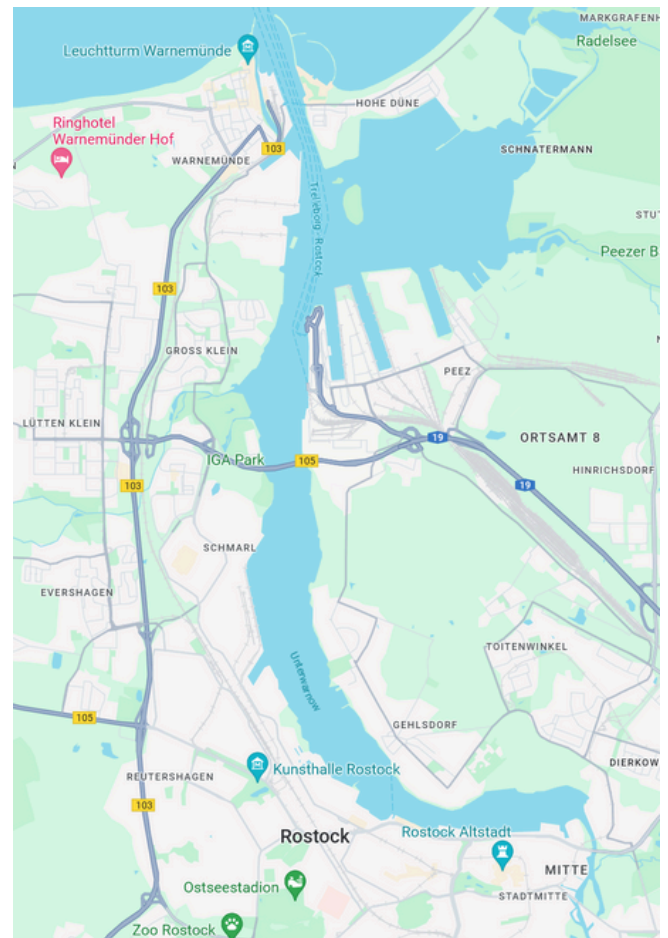 MARKGRAFENH
Radelsee
Leuchtturm Warnemünde
HOHE DÜNE
Ringhotel
Warnemünder Hof
103
SCHNATERMANN
WARNEMÜNDE
Trelleborg - Rostock
STUT
Peezer B
103
GROSS KLEIN
PEEZ
LÜTTEN KLEIN
19
ORTSAMT 8
IGA Park
105
HINRICHSDORF
103
19
SCHMARL
EVERSHAGEN
TOITENWINKEL
Unterwarnow
105
GEHLSDORF
DIERKOW
REUTERSHAGEN
Kunsthalle Rostock
103
Rostock
Rostock Altstadt
MITTE
Ostseestadion
STADTMITTE
Zoo Rostock